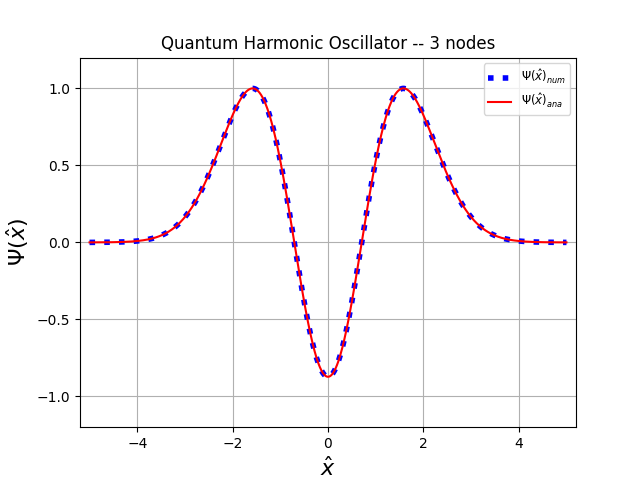 Quantum Harmonic Oscillator -- 3 nodes
Ψ(x̂)
1.0
0.5
0.0
−0.5
−1.0
Ψ(x̂)num
Ψ(x̂)ana
−4 −2 0 2 4
x̂